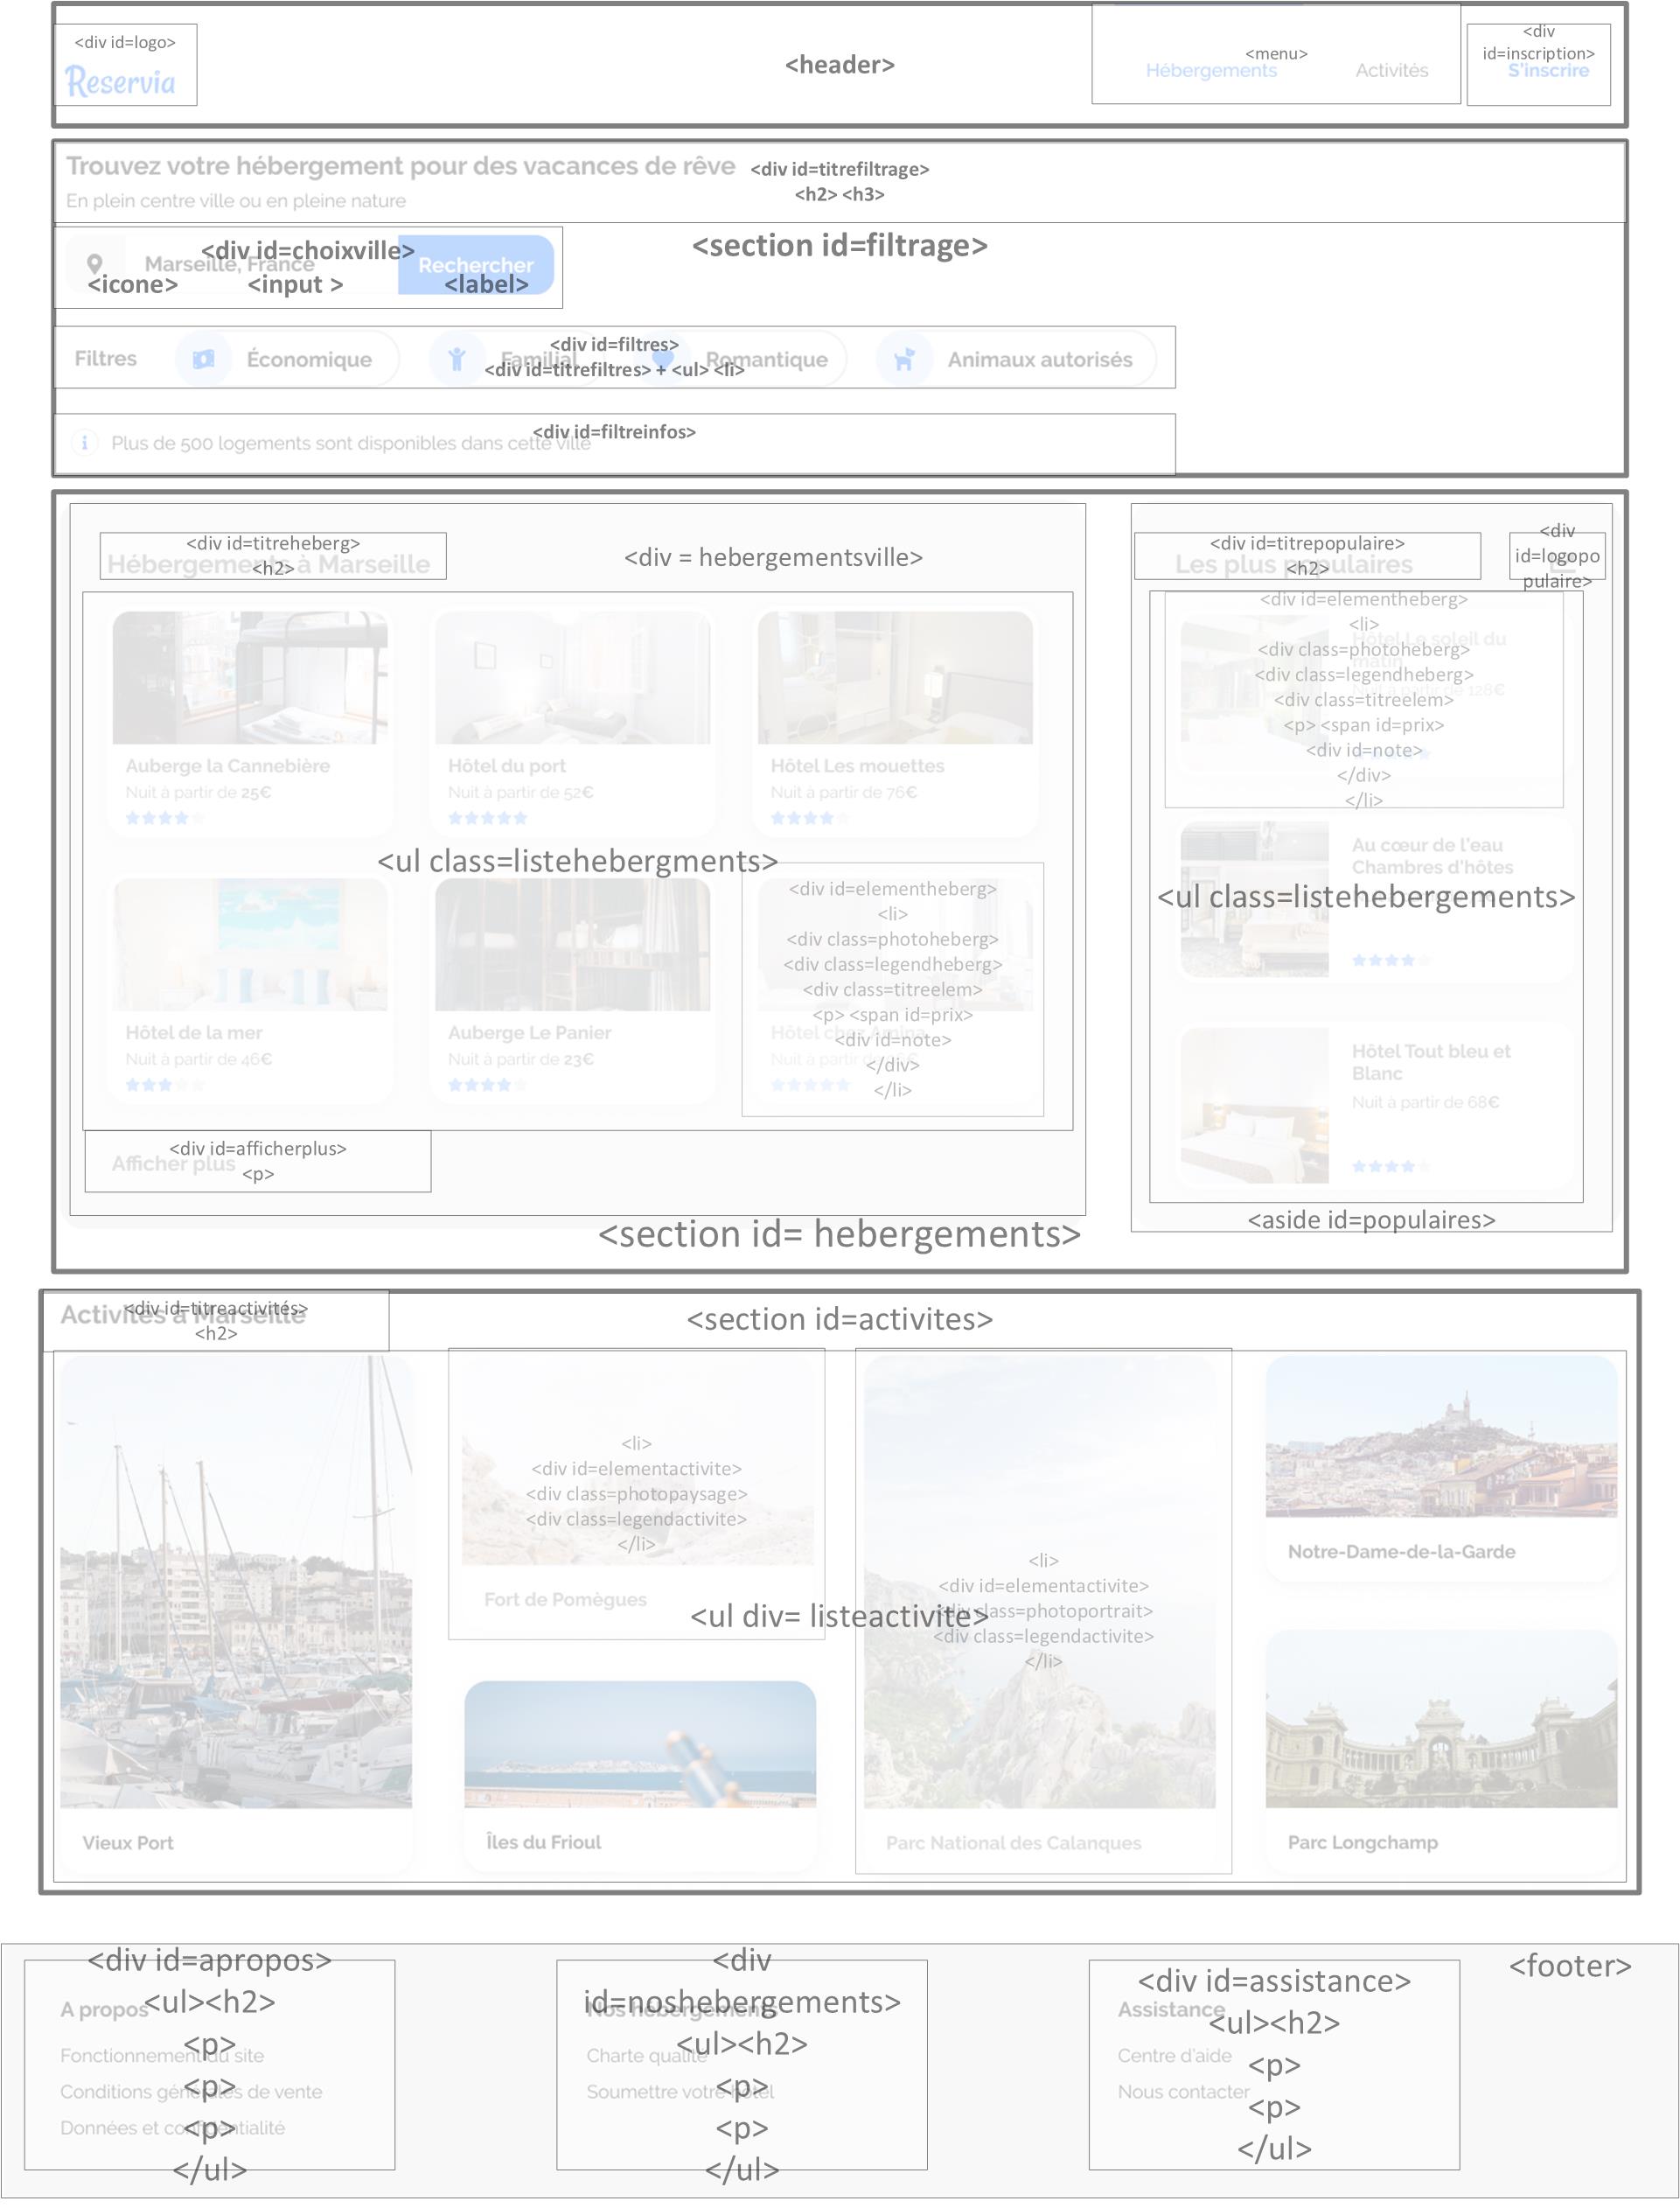 <div id=logo>
Reservia
<header>
<menu>
Hébergements
Activités
<div
id=inscription>
S'inscrire
Trouvez votre hébergement pour des vacances de rêve
En plein centre ville ou en pleine nature
<div id=titrefiltrage>
<h2> <h3>
<section id=filtrage>
<div id=choixville>
Marseille, France
Rechercher
<icone>
<input >
<label>
Filtres
Économique
Familial
Romantique
Animaux autorisés
<div id=filtres>
<div id=titrefiltres> + <ul> <li>
Plus de 500 logements sont disponibles dans cette ville
<div id=filtreinfos>
<div id=titreheberg>
Hébergements à Marseille
<h2>
<div = hebergementsville>
Auberge la Cannebière
Nuit à partir de 25€
Hôtel du port
Nuit à partir de 52€
Hôtel Les mouettes
Nuit à partir de 76€
<ul class=listehebergments>
Hôtel de la mer
Nuit à partir de 46€
Auberge Le Panier
Nuit à partir de 23€
<div id=elementheberg>
<li>
<div class=photoheberg>
<div class=legendheberg>
<div class=titreelem>
<p> <span id=prix>
Hôtel chez Amina
<div id=note>
Nuit à partir de
</div>
</li>
<div id=afficherplus>
Afficher plus
<p>
<section id= hebergements>
<div id=titrepopulaire>
Les plus populaires
<h2>
<div
id=logopo
pulaire>
<div id=elementheberg>
<li>
Hôtel Le soleil du
matin
<div class=photoheberg>
<div class=legendheberg>
Nuit à partir de 128€
<div class=titreelem>
<p> <span id=prix>
<div id=note>
</div>
</li>
Au cœur de l'eau
Chambres d'hôtes
<ul class=listehebergements>
Hôtel Tout bleu et
Blanc
Nuit à partir de 68€
<aside id=populaires>
<div id=titreactivités>
Activités à Marseille
<h2>
<section id=activites>
<li>
<div id=elementactivite>
<div class=photopaysage>
<div class=legendactivite>
</li>
Fort de Pomègues
<ul div= listeactivite>
<li>
<div id=elementactivite>
<div class=photoportrait>
<div class=legendactivite>
</li>
Notre-Dame-de-la-Garde
Vieux Port
Îles du Frioul
Parc National des Calanques
Parc Longchamp
<div id=apropos>
<ul><h2>
A propos
<p>
Fonctionnement du site
<p>
Conditions générales de vente
<p>
Données et confidentialité
</ul>
<div
id=noshebergements>
Nos hébergements
<ul><h2>
Charte qualité
<p>
Soumettre votre hôtel
<p>
</ul>
<div id=assistance>
Assistance
<ul><h2>
Centre d'aide
<p>
Nous contacter
<p>
</ul>
<footer>